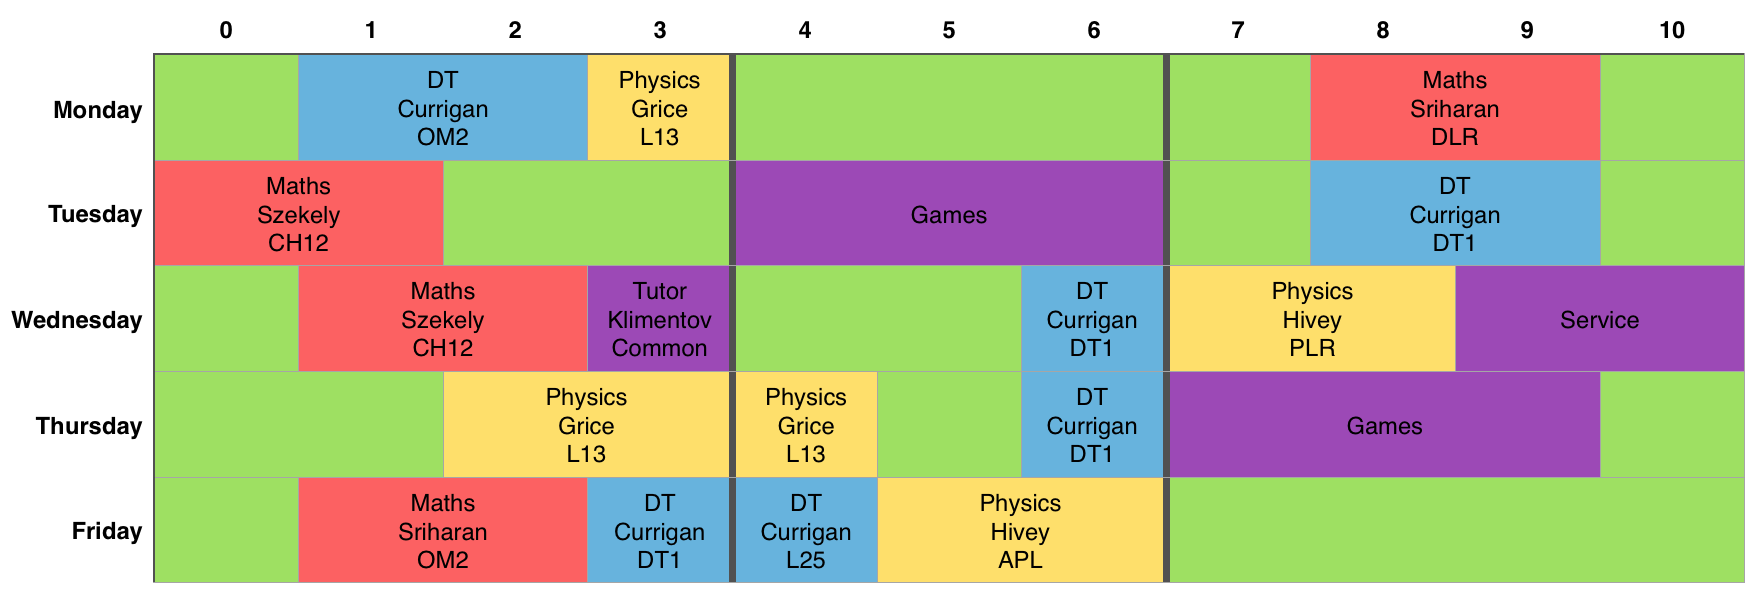 0 1 2 3 4 5 6 7 8 9 10
Monday
DT
Currigan
OM2
Physics
Grice
L13
Maths
Sriharan
DLR
Tuesday
Maths
Szekely
CH12
Games
DT
Currigan
DT1
Wednesday
Maths
Szekely
CH12
Tutor
Klimentov
Common
DT
Currigan
DT1
Physics
Hivey
PLR
Service
Thursday
Physics
Grice
L13
Physics
Grice
L13
DT
Currigan
DT1
Games
Friday
Maths
Sriharan
OM2
DT
Currigan
DT1
DT
Currigan
L25
Physics
Hivey
APL